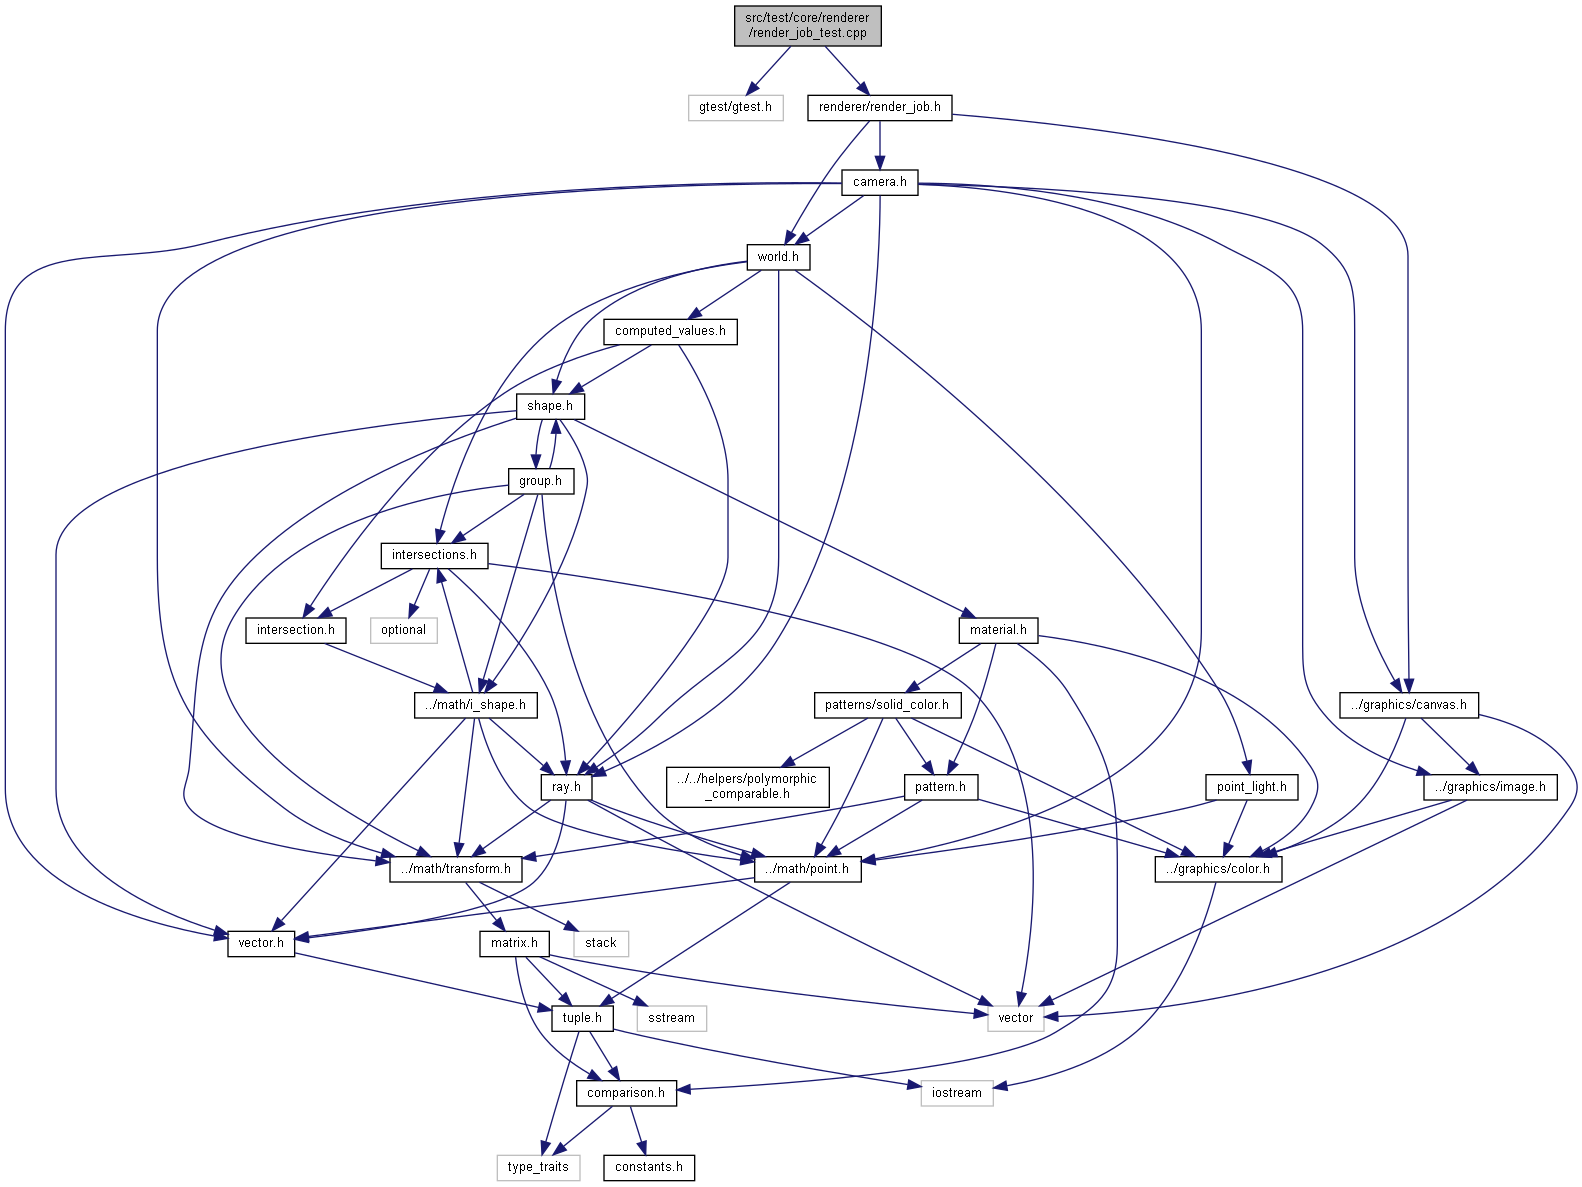 src/test/core/renderer
/render_job_test.cpp
gtest/gtest.h
renderer/render_job.h
camera.h
world.h
computed_values.h
shape.h
group.h
intersections.h
intersection.h
optional
material.h
../math/i_shape.h
patterns/solid_color.h
../graphics/canvas.h
ray.h
../../helpers/polymorphic
_comparable.h
pattern.h
point_light.h
../graphics/image.h
../math/transform.h
../math/point.h
../graphics/color.h
vector.h
matrix.h
stack
tuple.h
sstream
vector
comparison.h
iostream
type_traits
constants.h